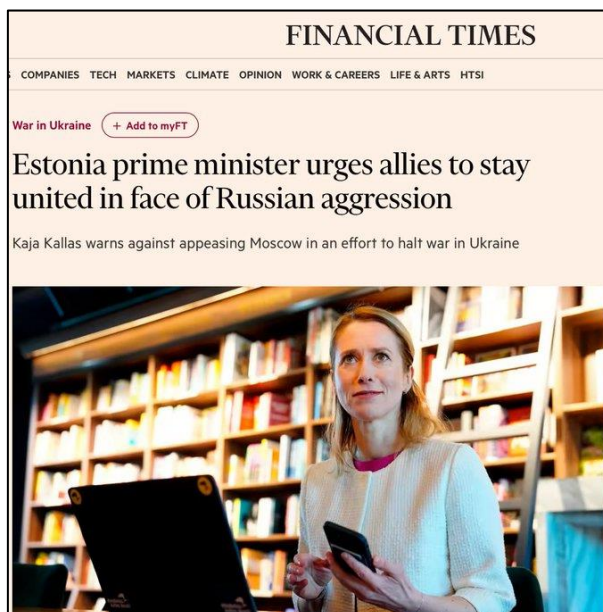 FINANCIAL TIMES
COMPANIES TECH MARKETS CLIMATE OPINION WORK & CAREERS LIFE & ARTS HTSI
War in Ukraine + Add to myFT
Estonia prime minister urges allies to stay
united in face of Russian aggression
Kaja Kallas warns against appeasing Moscow in an effort to halt war in Ukraine